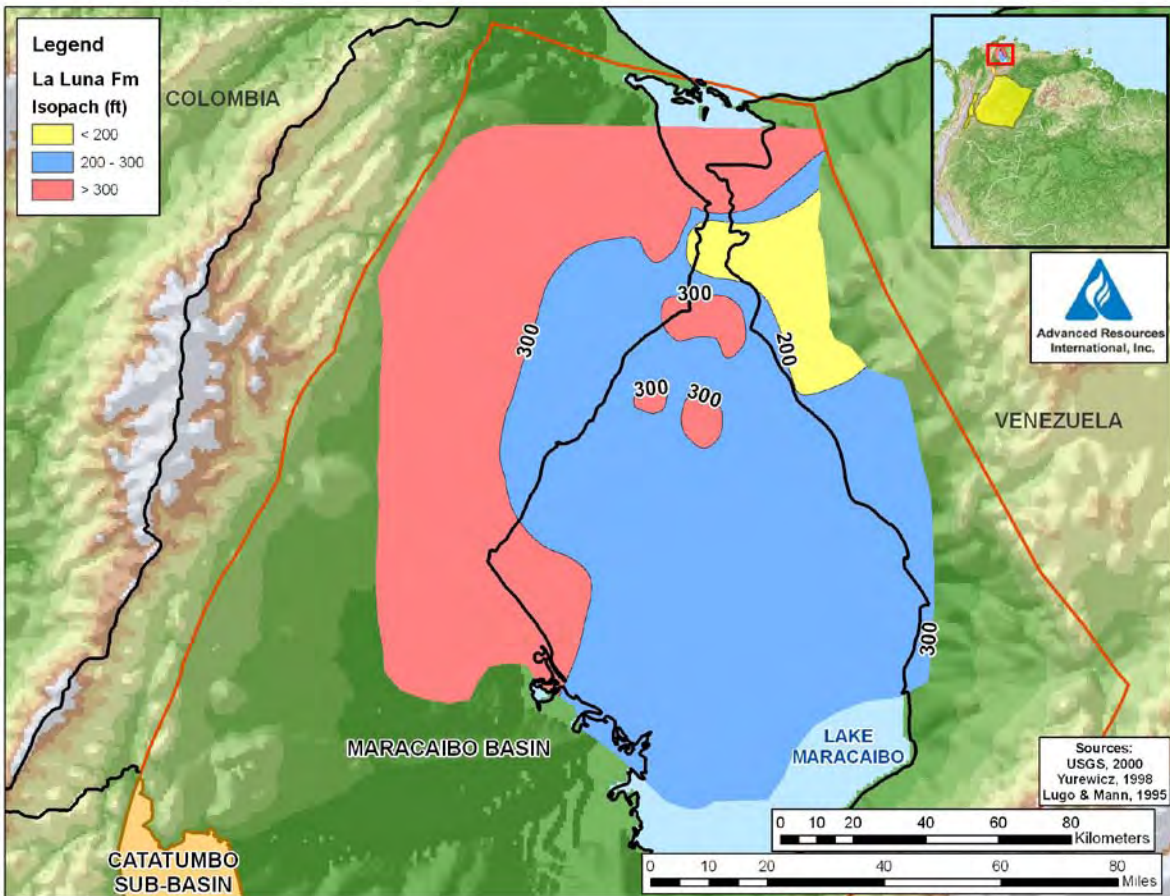 Legend
La Luna Fm
Isopach (ft)
< 200
200 - 300
> 300
COLOMBIA
Advanced Resources
International, Inc.
300
300
200
300
300
VENEZUELA
300
MARACAIBO BASIN
LAKE
MARACAIBO
Sources:
USGS, 2000
Yurewicz, 1998
Lugo & Mann, 1995
CATATUMBO
SUB-BASIN
0 10 20 40 60 80
Kilometers
0 10 20 40 60 80
Miles